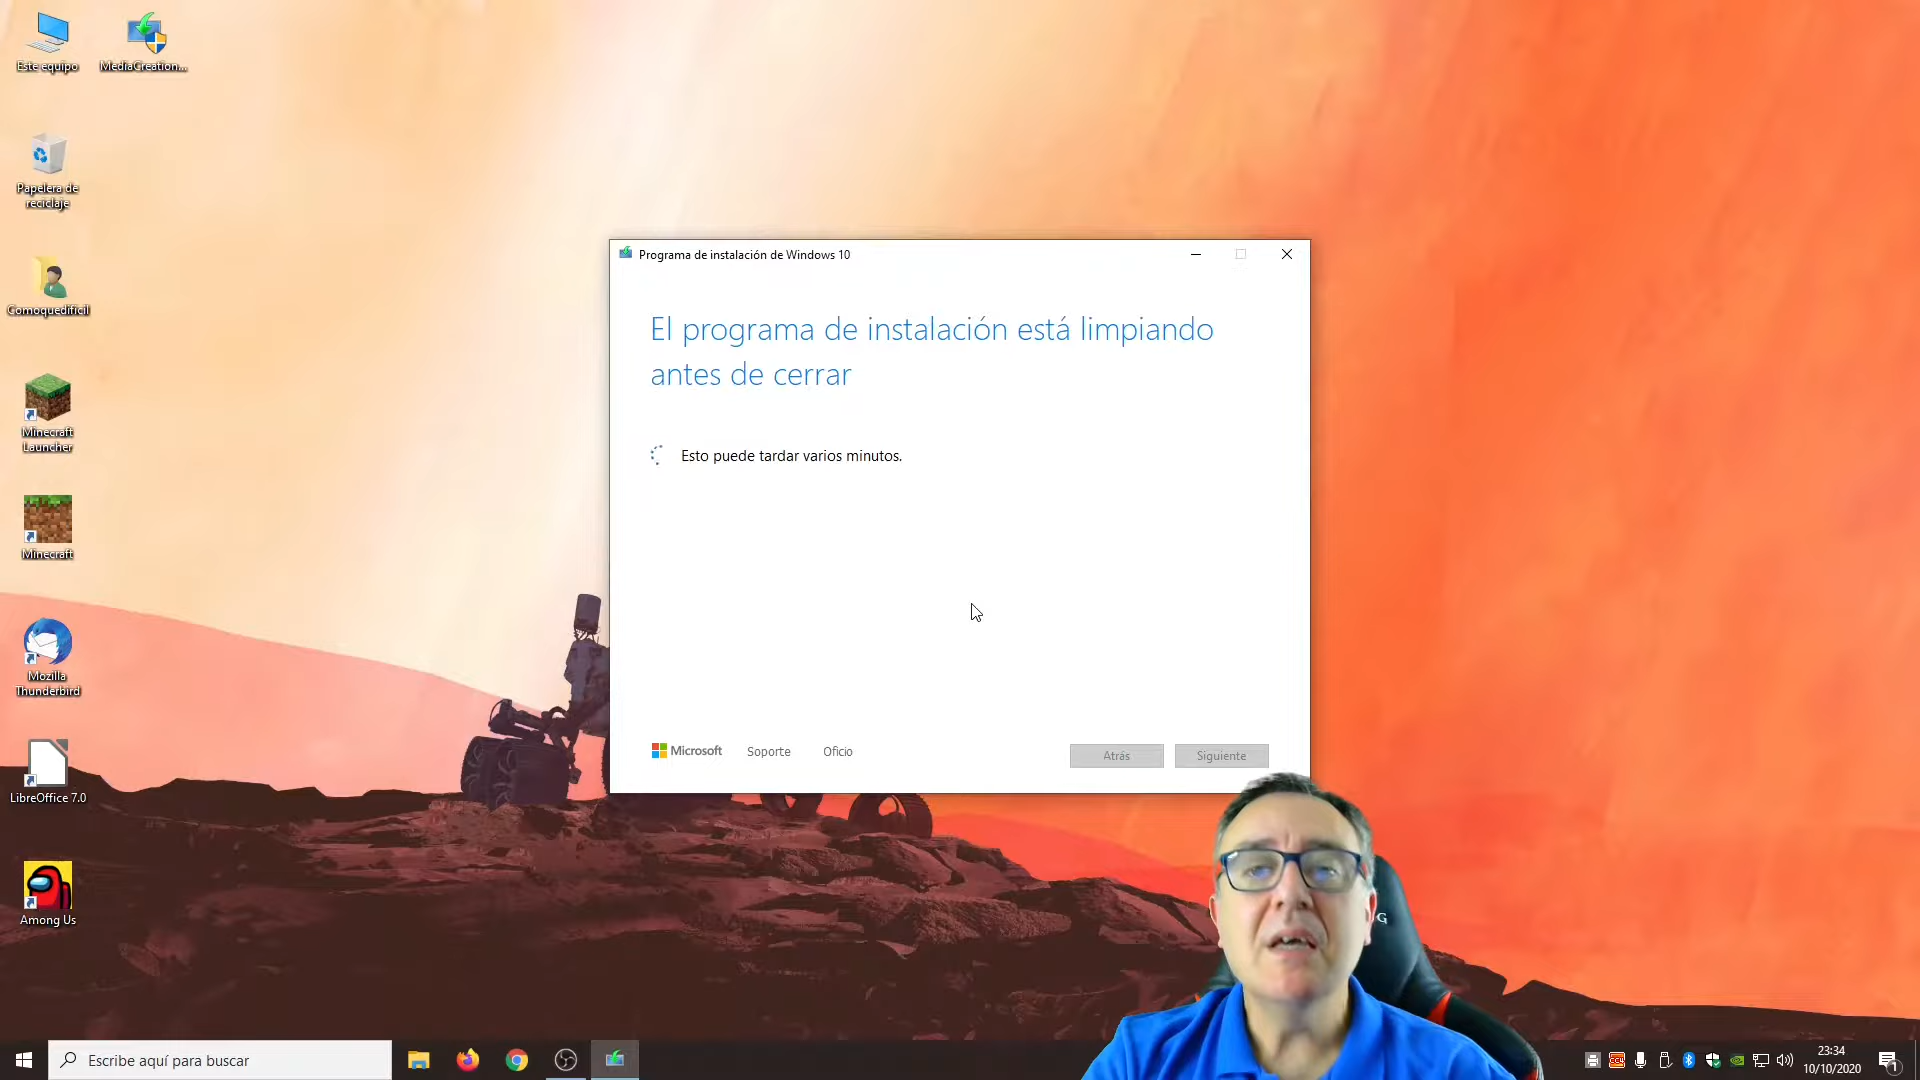 Este equipo
MediaCreation...
Papelera de
reciclaje
Comoquedificil
Minecraft
Launcher
Minecraft
Mozilla
Thunderbird
LibreOffice 7.0
Among Us
Programa de instalación de Windows 10
El programa de instalación está limpiando
antes de cerrar
Esto puede tardar varios minutos.
Microsoft
Soporte
Oficio
Atrás
Siguiente
G
Escribe aquí para buscar
23:34
10/10/2020
1